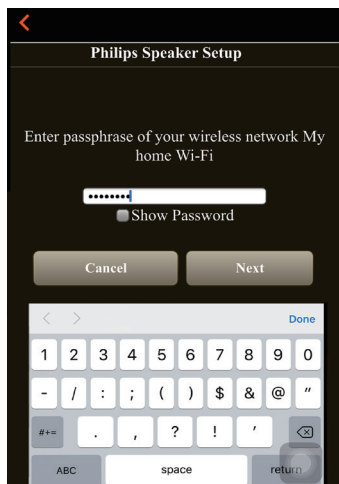 Philips Speaker Setup
Enter passphrase of your wireless network My
home Wi-Fi
••••••••
Show Password
Cancel Next
Done
1 2 3 4 5 6 7 8 9 0
- / : ; ( ) $ & @ "
#+= . , ? ! '
ABC space return